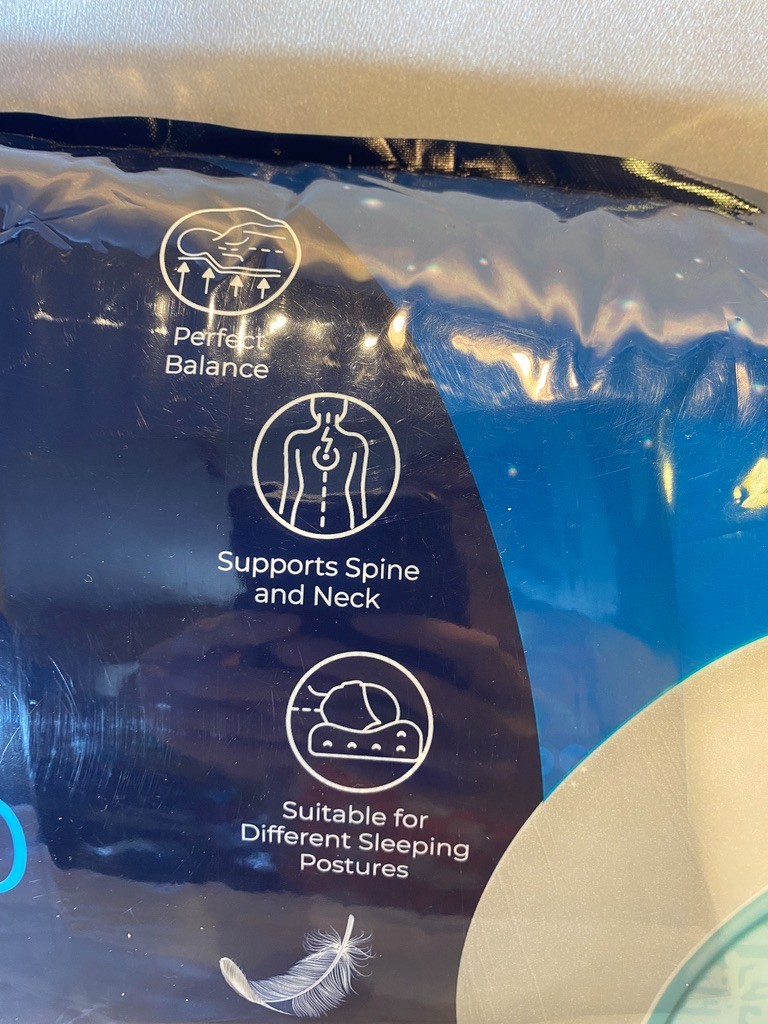 Perfect
Balance
Supports Spine
and Neck
Suitable for
Different Sleeping
Postures